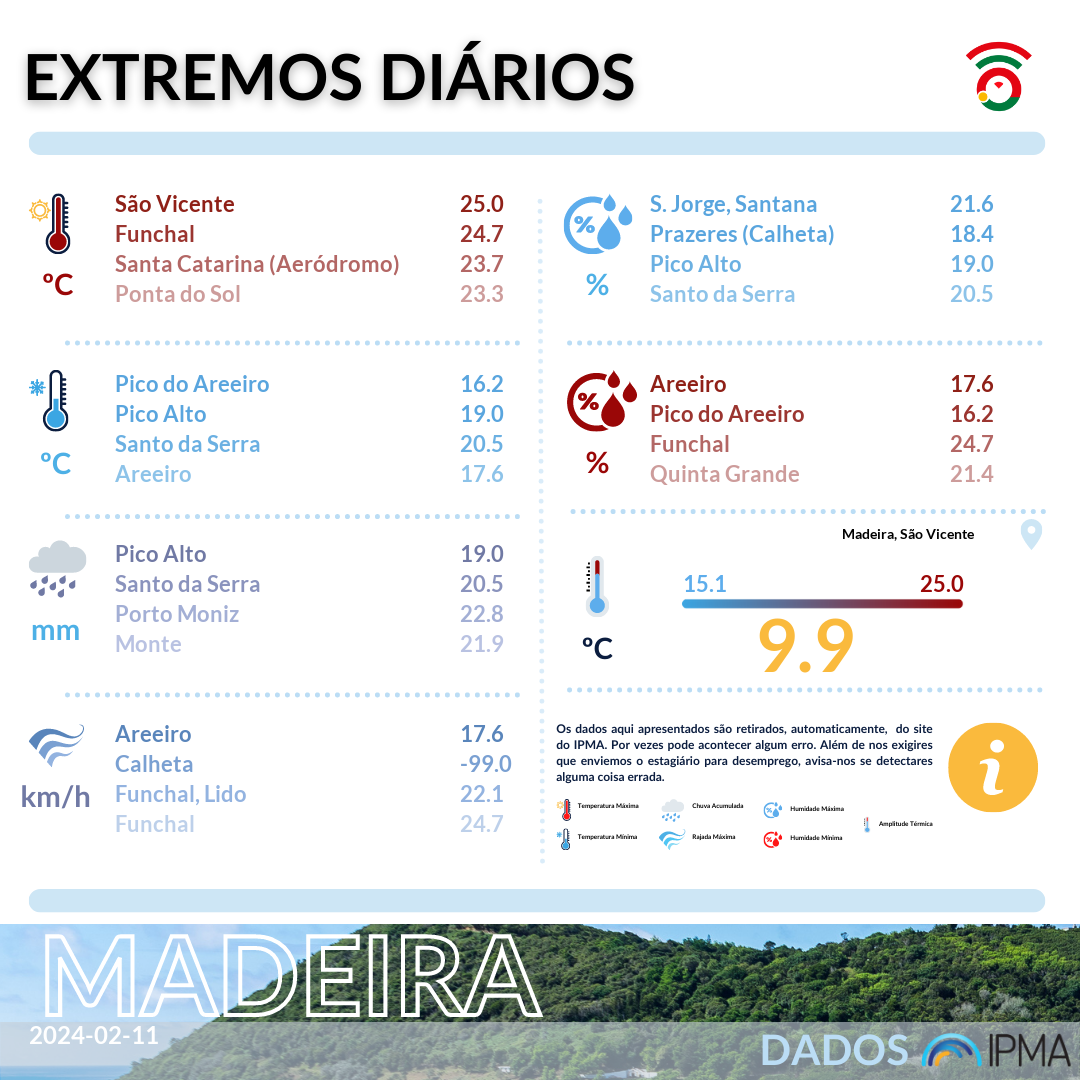 EXTREMOS DIÁRIOS
São Vicente 25.0
Funchal 24.7
Santa Catarina (Aeródromo) 23.7
Ponta do Sol 23.3
ºC
Pico do Areeiro 16.2
Pico Alto 19.0
Santo da Serra 20.5
Areeiro 17.6
ºC
Pico Alto 19.0
Santo da Serra 20.5
Porto Moniz 22.8
Monte 21.9
mm
Areeiro 17.6
Calheta -99.0
Funchal, Lido 22.1
Funchal 24.7
km/h
S. Jorge, Santana 21.6
Prazeres (Calheta) 18.4
Pico Alto 19.0
Santo da Serra 20.5
%
%
Areeiro 17.6
Pico do Areeiro 16.2
Funchal 24.7
Quinta Grande 21.4
%
%
Madeira, São Vicente
15.1 25.0
9.9
ºC
Os dados aqui apresentados são retirados, automaticamente, do site
do IPMA. Por vezes pode acontecer algum erro. Além de nos exigires
que enviemos o estagiário para desemprego, avisa-nos se detectares
alguma coisa errada.
i
Temperatura Máxima
Chuva Acumulada
Humidade Máxima
Amplitude Térmica
Temperatura Mínima
Rajada Máxima
Humidade Mínima
MADEIRA
2024-02-11
DADOS IPMA